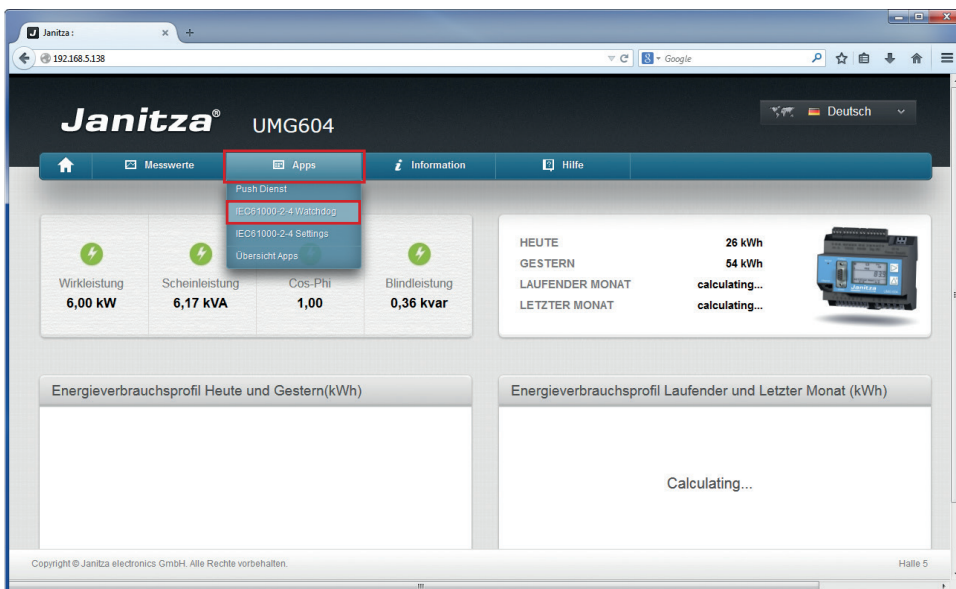 Janitza :
192.168.5.138
Google
Janitza® UMG604
Deutsch
Messwerte Apps Information Hilfe
Push Dienst
IEC61000-2-4 Watchdog
IEC61000-2-4 Settings
Übersicht Apps
Wirkleistung Scheinleistung Cos-Phi Blindleistung
6,00 kW 6,17 kVA 1,00 0,36 kvar
HEUTE 26 kWh
GESTERN 54 kWh
LAUFENDER MONAT calculating...
LETZTER MONAT calculating...
Janitza
Energieverbrauchsprofil Heute und Gestern(kWh)
Energieverbrauchsprofil Laufender und Letzter Monat (kWh)
Calculating...
Copyright © Janitza electronics GmbH. Alle Rechte vorbehalten. Halle 5